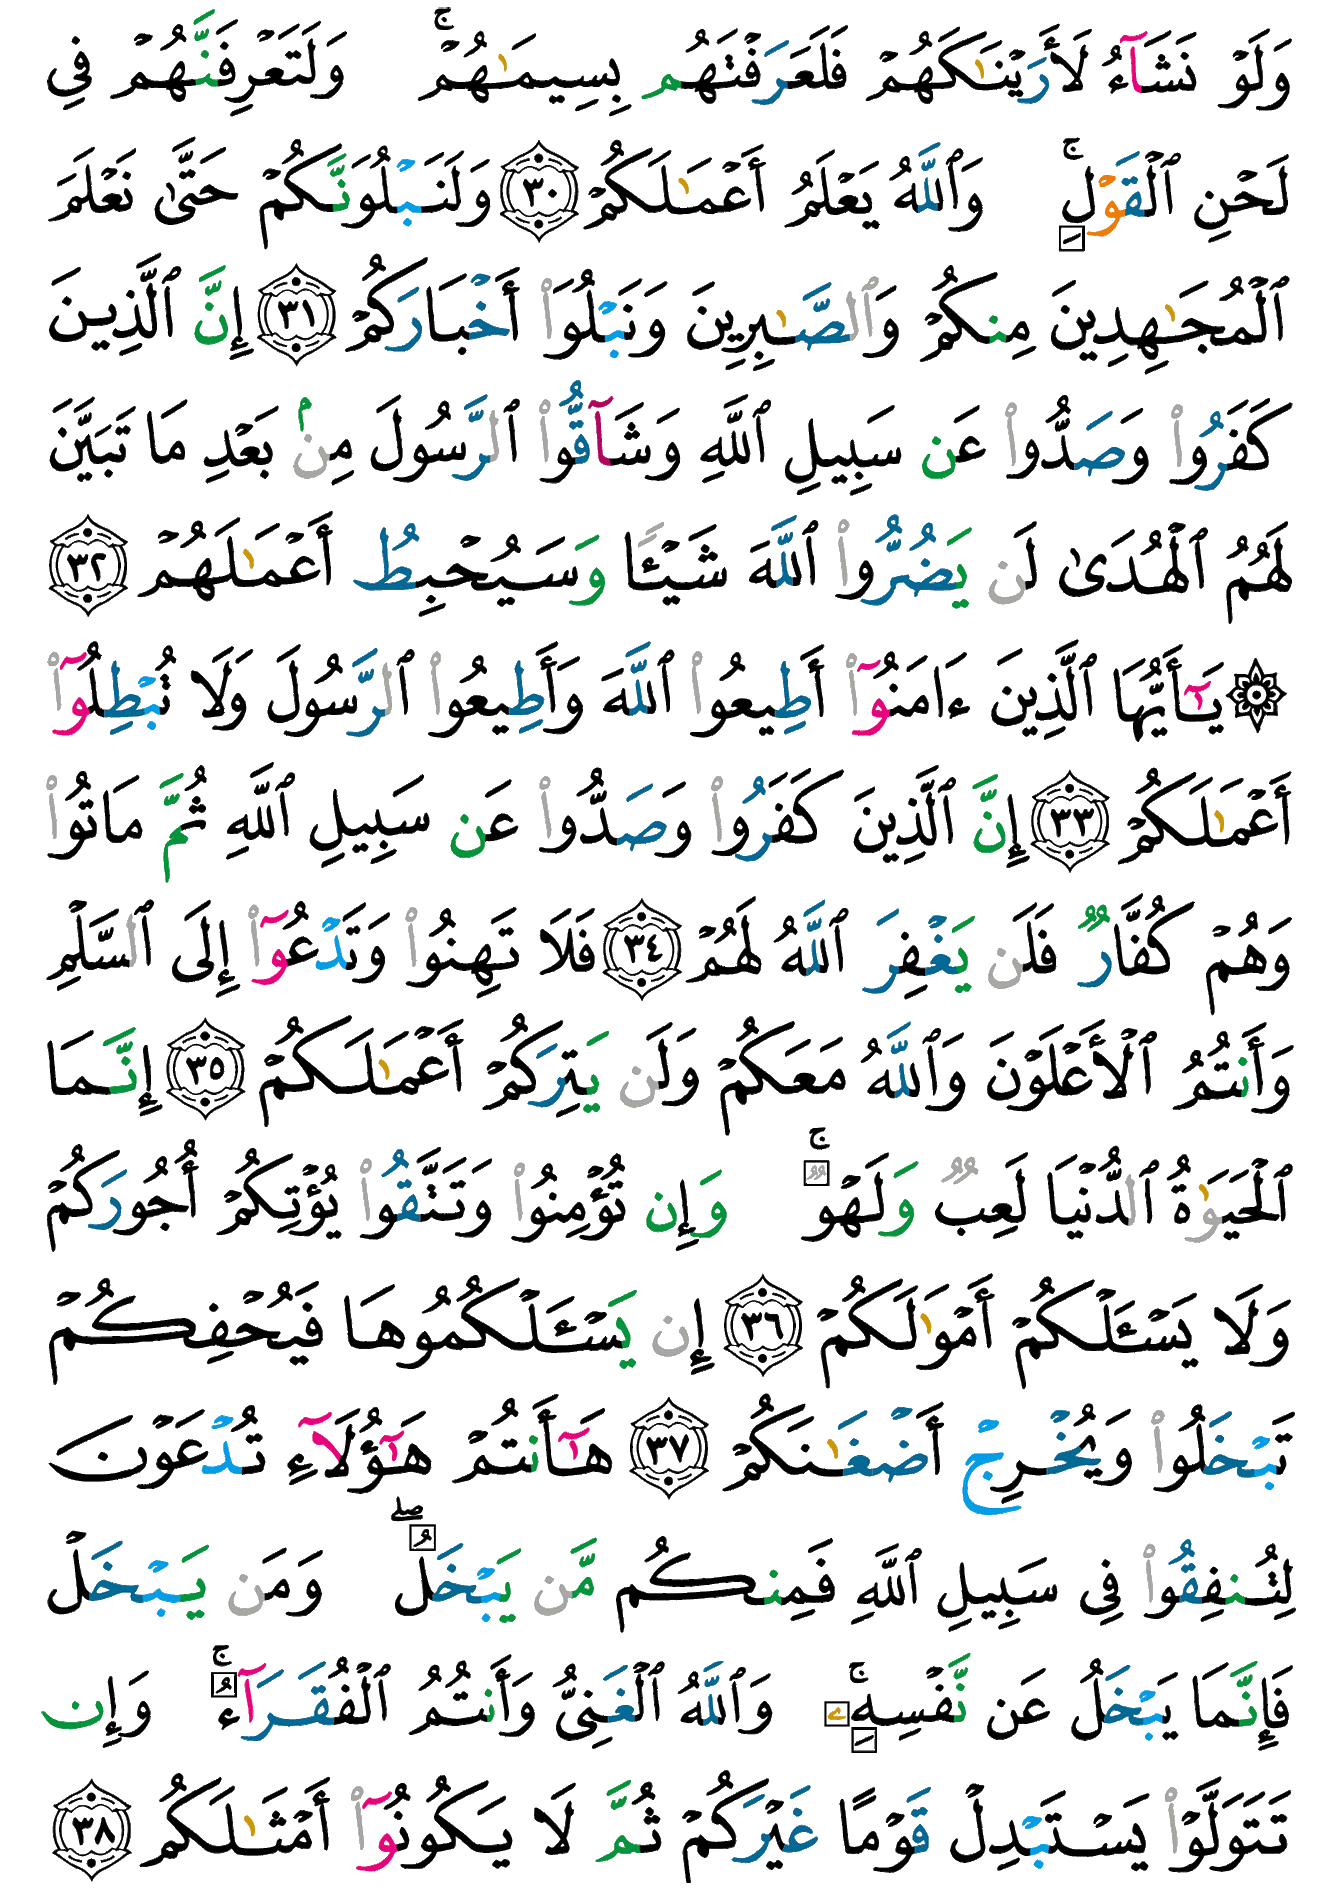 وَلَوْ نَشَآءُ لَأَرَيْنَـٰكَهُمْ فَلَعَرَفْتَهُم بِسِيمَـٰهُمْ ۚ وَلَتَعْرِفَنَّهُمْ فِى
لَحْنِ ٱلْقَوْلِ ۚ وَٱللَّهُ يَعْلَمُ أَعْمَـٰلَكُمْ ٣٠ وَلَنَبْلُوَنَّكُمْ حَتَّىٰ نَعْلَمَ
ٱلْمُجَـٰهِدِينَ مِنكُمْ وَٱلصَّـٰبِرِينَ وَنَبْلُوَا۟ أَخْبَارَكُمْ ٣١ إِنَّ ٱلَّذِينَ
كَفَرُوا۟ وَصَدُّوا۟ عَن سَبِيلِ ٱللَّهِ وَشَآقُّوا۟ ٱلرَّسُولَ مِنۢ بَعْدِ مَا تَبَيَّنَ
لَهُمُ ٱلْهُدَىٰ لَن يَضُرُّوا۟ ٱللَّهَ شَيْـًٔا وَسَيُحْبِطُ أَعْمَـٰلَهُمْ ٣٢
۞ يَـٰٓأَيُّهَا ٱلَّذِينَ ءَامَنُوٓا۟ أَطِيعُوا۟ ٱللَّهَ وَأَطِيعُوا۟ ٱلرَّسُولَ وَلَا تُبْطِلُوٓا۟
أَعْمَـٰلَكُمْ ٣٣ إِنَّ ٱلَّذِينَ كَفَرُوا۟ وَصَدُّوا۟ عَن سَبِيلِ ٱللَّهِ ثُمَّ مَاتُوا۟
وَهُمْ كُفَّارٌ فَلَن يَغْفِرَ ٱللَّهُ لَهُمْ ٣٤ فَلَا تَهِنُوا۟ وَتَدْعُوٓا۟ إِلَى ٱلسَّلْمِ
وَأَنتُمُ ٱلْأَعْلَوْنَ وَٱللَّهُ مَعَكُمْ وَلَن يَتِرَكُمْ أَعْمَـٰلَكُمْ ٣٥ إِنَّمَا
ٱلْحَيَوٰةُ ٱلدُّنْيَا لَعِبٌ وَلَهْوٌ ۚ وَإِن تُؤْمِنُوا۟ وَتَتَّقُوا۟ يُؤْتِكُمْ أُجُورَكُمْ
وَلَا يَسْـَٔلْكُمْ أَمْوَٰلَكُمْ ٣٦ إِن يَسْـَٔلْكُمُوهَا فَيُحْفِكُمْ
تَبْخَلُوا۟ وَيُخْرِجْ أَضْغَـٰنَكُمْ ٣٧ هَـٰٓأَنتُمْ هَـٰٓؤُلَآءِ تُدْعَوْنَ
لِتُنفِقُوا۟ فِى سَبِيلِ ٱللَّهِ فَمِنكُم مَّن يَبْخَلُ ۖ وَمَن يَبْخَلْ
فَإِنَّمَا يَبْخَلُ عَن نَّفْسِهِۦ ۚ وَٱللَّهُ ٱلْغَنِىُّ وَأَنتُمُ ٱلْفُقَرَآءُ ۚ وَإِن
تَتَوَلَّوْا۟ يَسْتَبْدِلْ قَوْمًا غَيْرَكُمْ ثُمَّ لَا يَكُونُوٓا۟ أَمْثَـٰلَكُم ٣٨